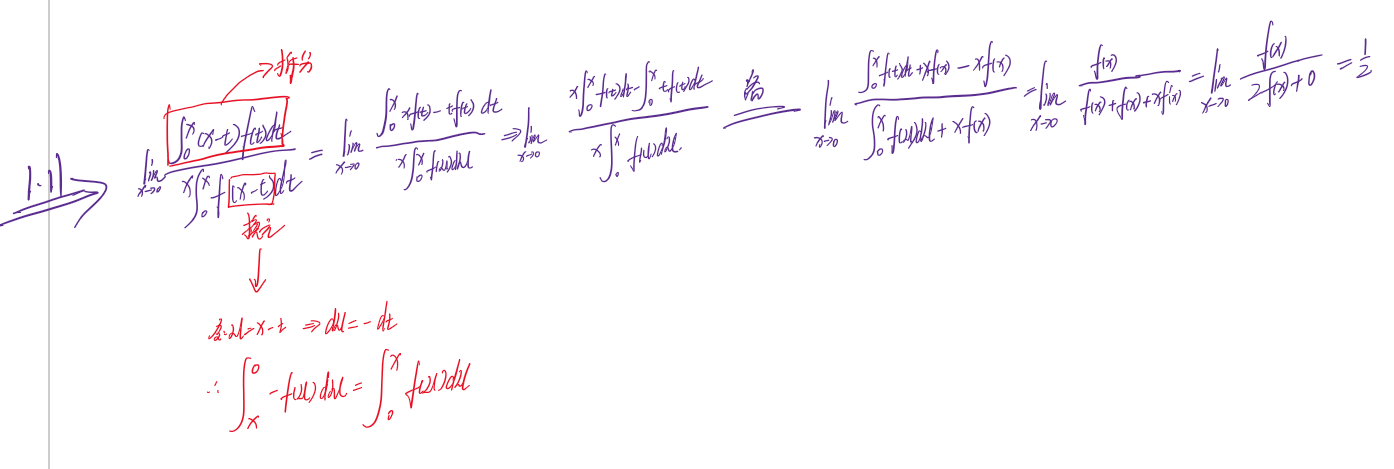 1.11
→拆分
$\lim_{x\to 0} \frac{\int_0^x (x-t)f(t)dt}{x\int_0^x f(x-t)dt} = \lim_{x\to 0} \frac{\int_0^x xf(t)-tf(t)\,dt}{x\int_0^x f(u)du} \Rightarrow \lim_{x\to 0} \frac{x\int_0^x f(t)dt-\int_0^x tf(t)dt}{x\int_0^x f(u)du.} \xlongequal{洛} \lim_{x\to 0} \frac{\int_0^x f(t)dt+xf(x)-xf(x)}{\int_0^x f(u)du+xf(x)} = \lim_{x\to 0} \frac{f(x)}{f(x)+f(x)+xf'(x)} = \lim_{x\to 0} \frac{f(x)}{2f(x)+0} = \frac{1}{2}$
换元
↓
令:u=x-t ⇒du=-dt
$\therefore \int_x^0 -f(u)du = \int_0^x f(u)du$